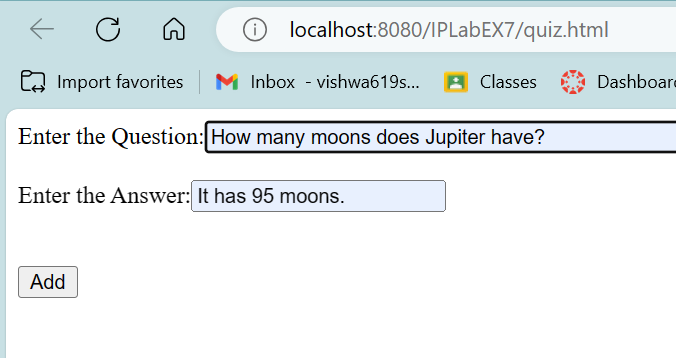 localhost:8080/IPLabEX7/quiz.html
Import favorites Inbox - vishwa619s... Classes Dashboar
Enter the Question: How many moons does Jupiter have?
Enter the Answer: It has 95 moons.
Add